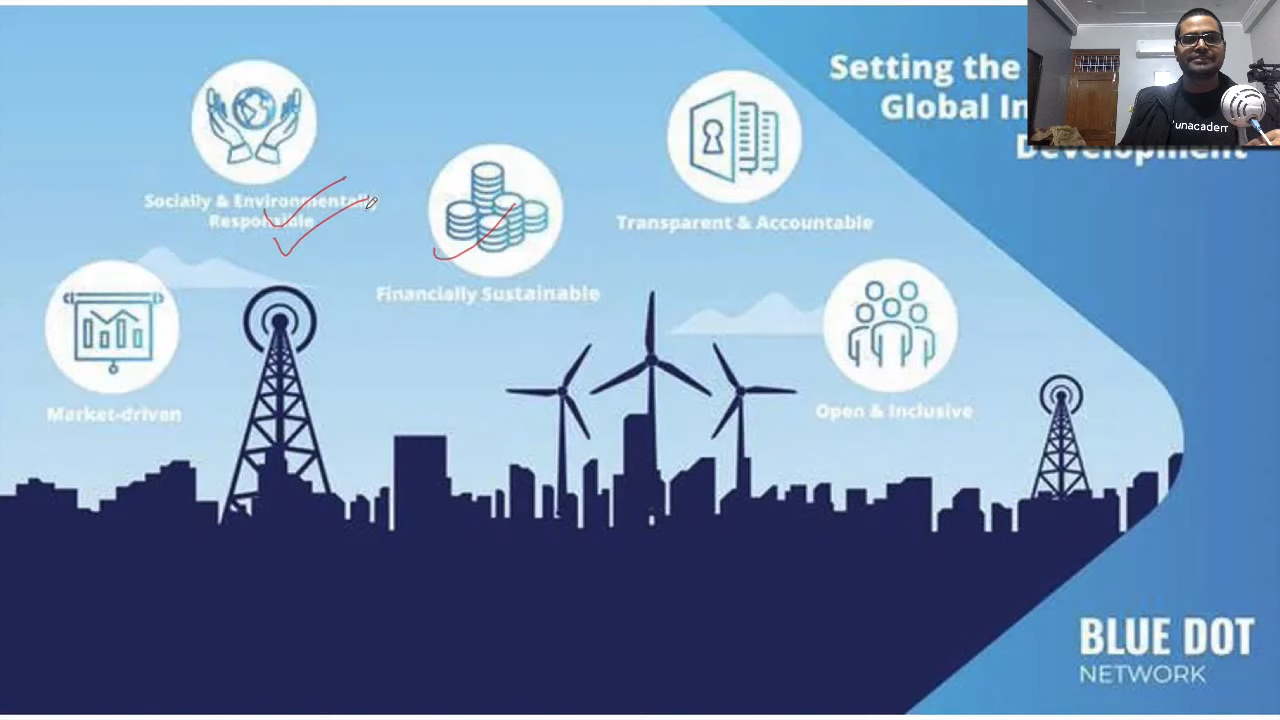 Setting the
Global In
Development
Socially & Environmentally
Responsible
Transparent & Accountable
Financially Sustainable
Market-driven
Open & Inclusive
unacadem
BLUE DOT
NETWORK